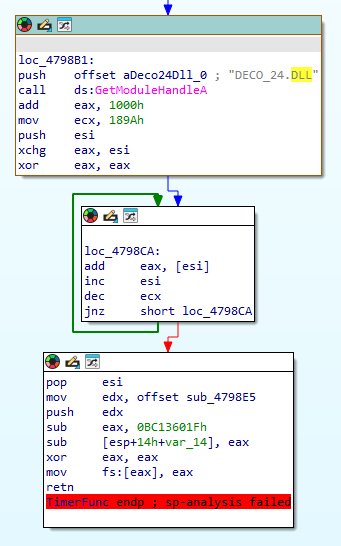 loc_4798B1:
push offset aDeco24Dll_0 ; "DECO_24.DLL"
call ds:GetModuleHandleA
add eax, 1000h
mov ecx, 189Ah
push esi
xchg eax, esi
xor eax, eax
loc_4798CA:
add eax, [esi]
inc esi
dec ecx
jnz short loc_4798CA
pop esi
mov edx, offset sub_4798E5
push edx
sub eax, 0BC13601Fh
sub [esp+14h+var_14], eax
xor eax, eax
mov fs:[eax], eax
retn
TimerFunc endp ; sp-analysis failed